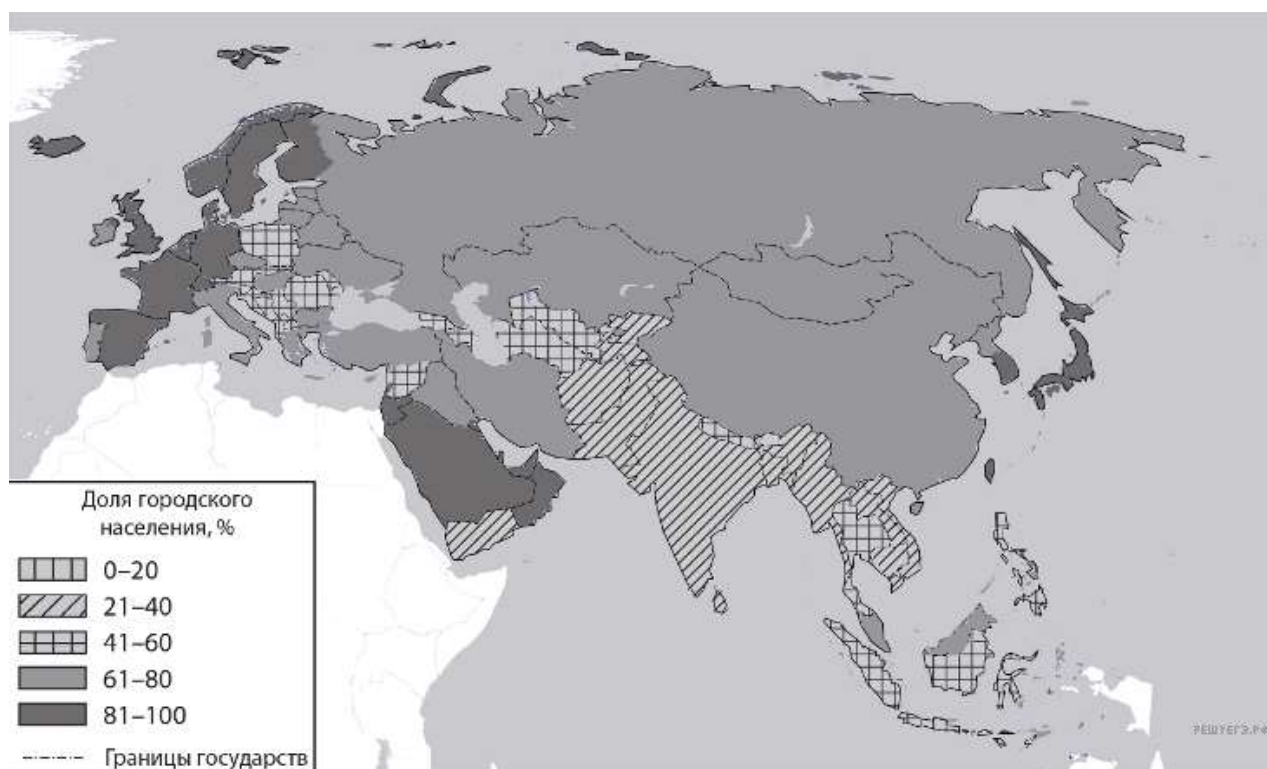 Доля городского
населения, %
0–20
21–40
41–60
61–80
81–100
Границы государств
РЕШУЕГЭ.РФ